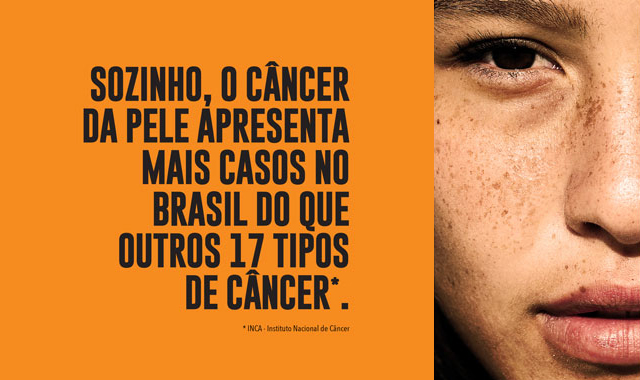 SOZINHO, O CÂNCER
DA PELE APRESENTA
MAIS CASOS NO
BRASIL DO QUE
OUTROS 17 TIPOS
DE CÂNCER*.
* INCA - Instituto Nacional de Câncer